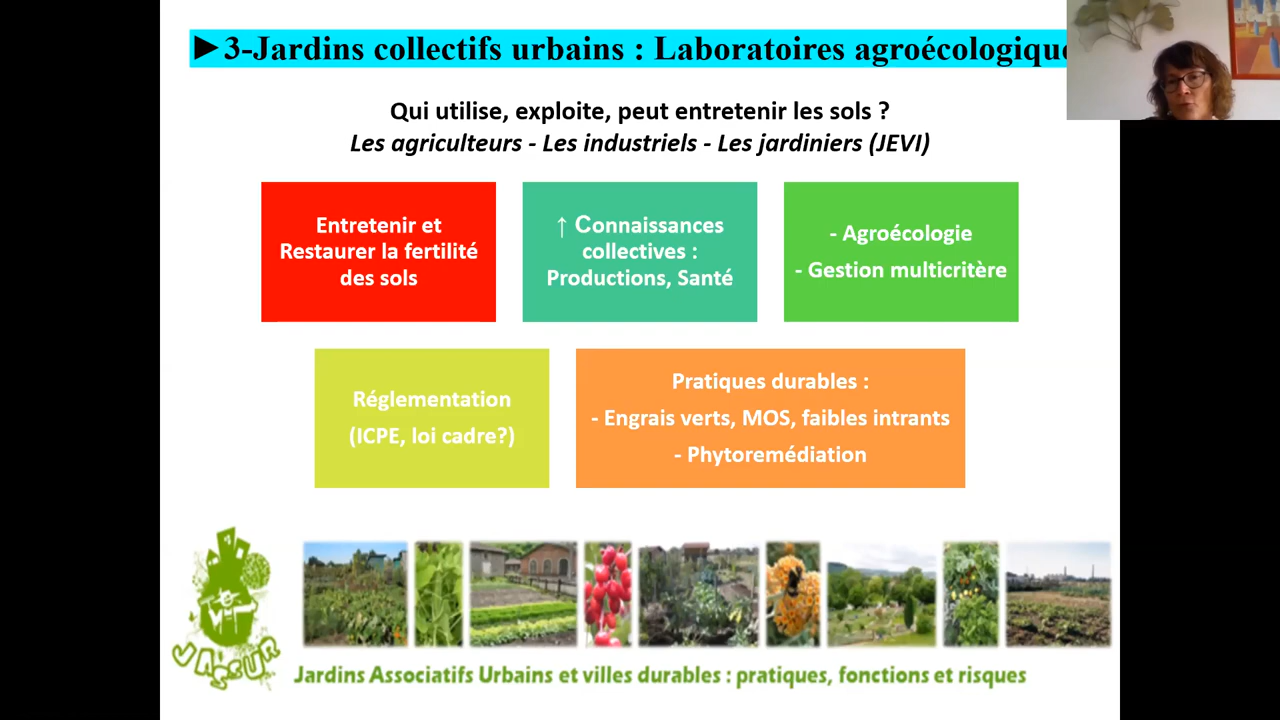 ►3-Jardins collectifs urbains : Laboratoires agroécologique
Qui utilise, exploite, peut entretenir les sols ?
Les agriculteurs - Les industriels - Les jardiniers (JEVI)
Entretenir et
Restaurer la fertilité
des sols
↑ Connaissances
collectives :
Productions, Santé
- Agroécologie
- Gestion multicritère
Réglementation
(ICPE, loi cadre?)
Pratiques durables :
- Engrais verts, MOS, faibles intrants
- Phytoremédiation
JASSUR
Jardins Associatifs Urbains et villes durables : pratiques, fonctions et risques